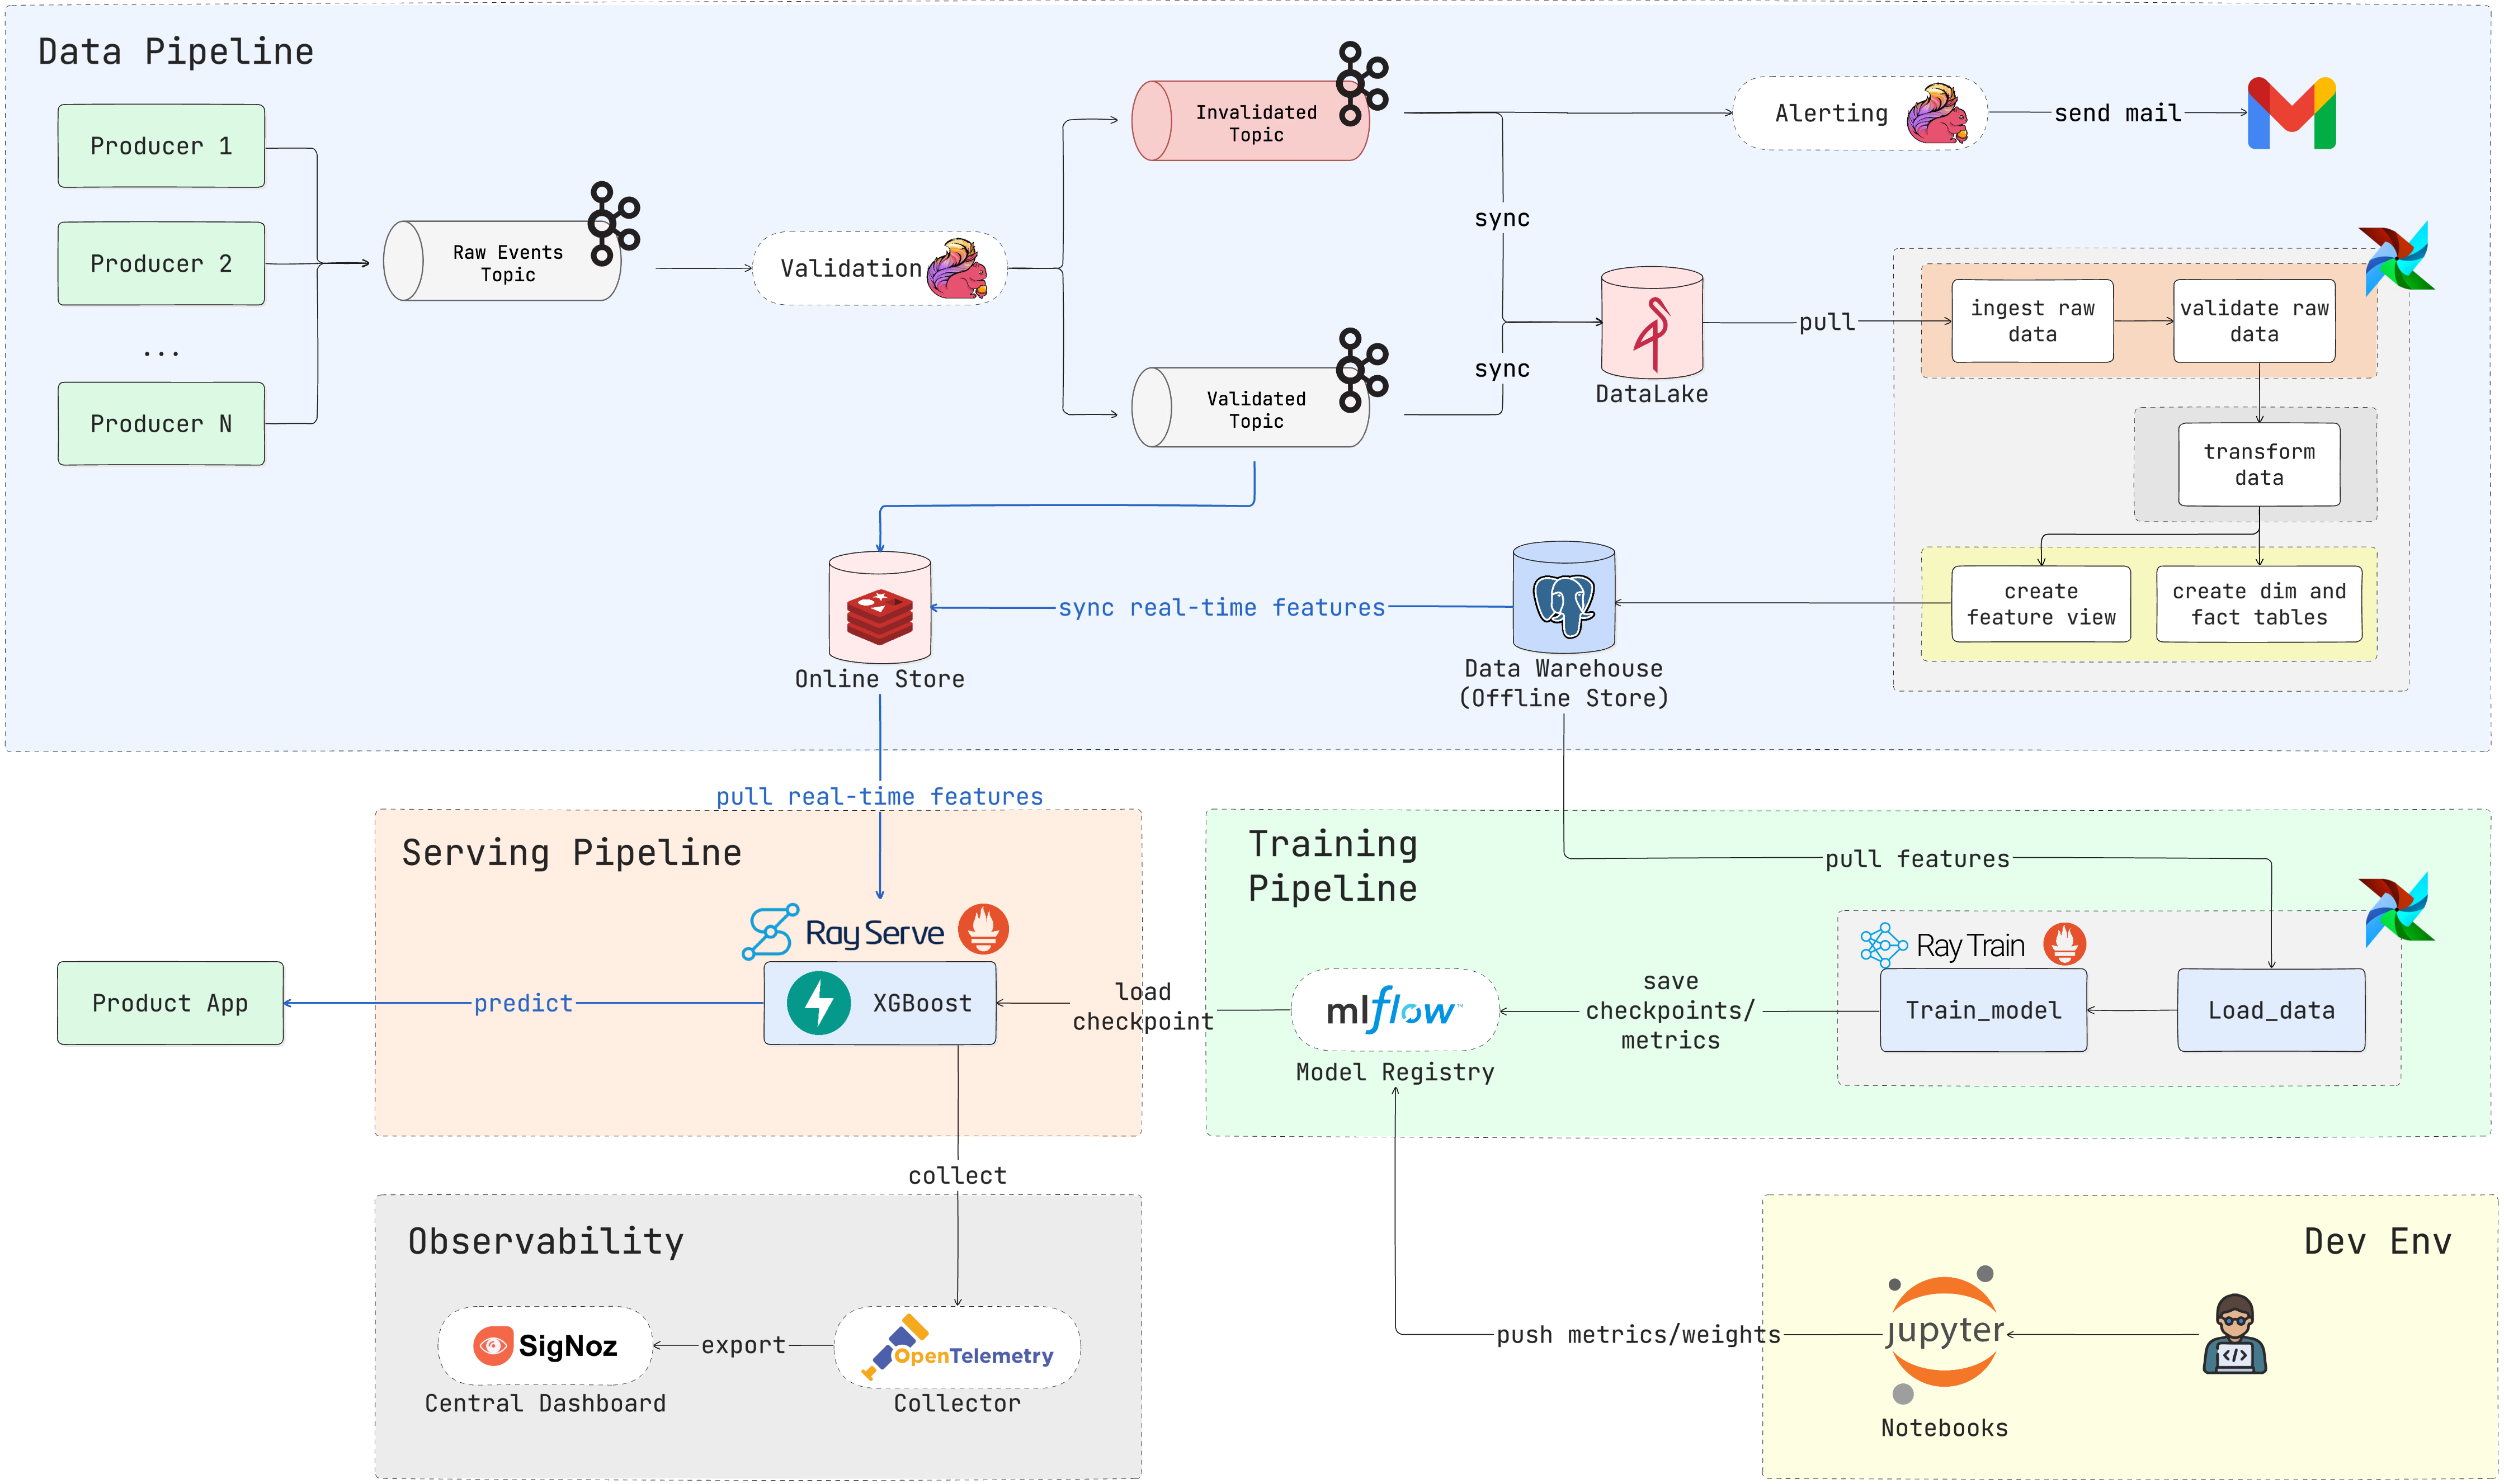 Data Pipeline
Producer 1
Producer 2
...
Producer N
Raw Events
Topic
Validation
Invalidated
Topic
Validated
Topic
Alerting
send mail
sync
sync
DataLake
pull
ingest raw
data
validate raw
data
transform
data
create
feature view
create dim and
fact tables
Online Store
sync real-time features
Data Warehouse
(Offline Store)
pull real-time features
Serving Pipeline
Ray Serve
XGBoost
predict
Product App
load
checkpoint
Training
Pipeline
pull features
mlflow™
Model Registry
save
checkpoints/
metrics
Ray Train
Train_model
Load_data
collect
Observability
SigNoz
Central Dashboard
export
OpenTelemetry
Collector
Dev Env
push metrics/weights
jupyter
Notebooks